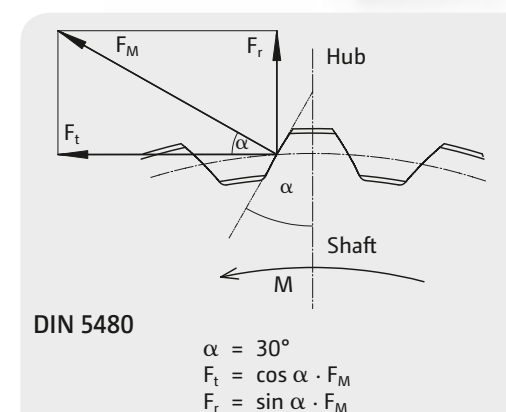 F_M
F_r
Hub
F_t
α
α
Shaft
M
DIN 5480
α = 30°
F_t = cos α · F_M
F_r = sin α · F_M